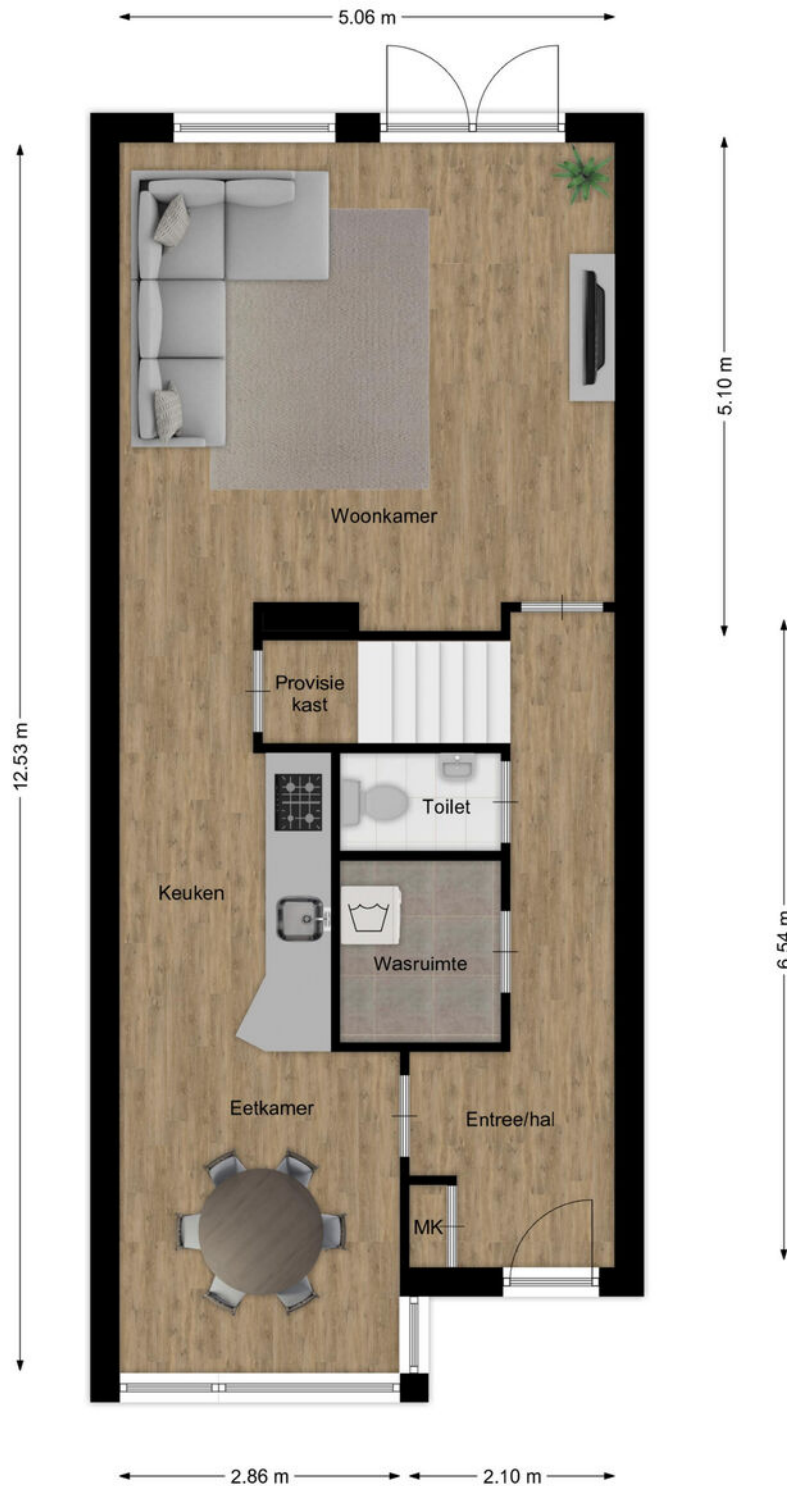 5.06 m
5.10 m
Woonkamer
Provisie
kast
12.53 m
Toilet
Keuken
6.54 m
Wasruimte
Eetkamer
Entree/hal
MK
2.86 m
2.10 m